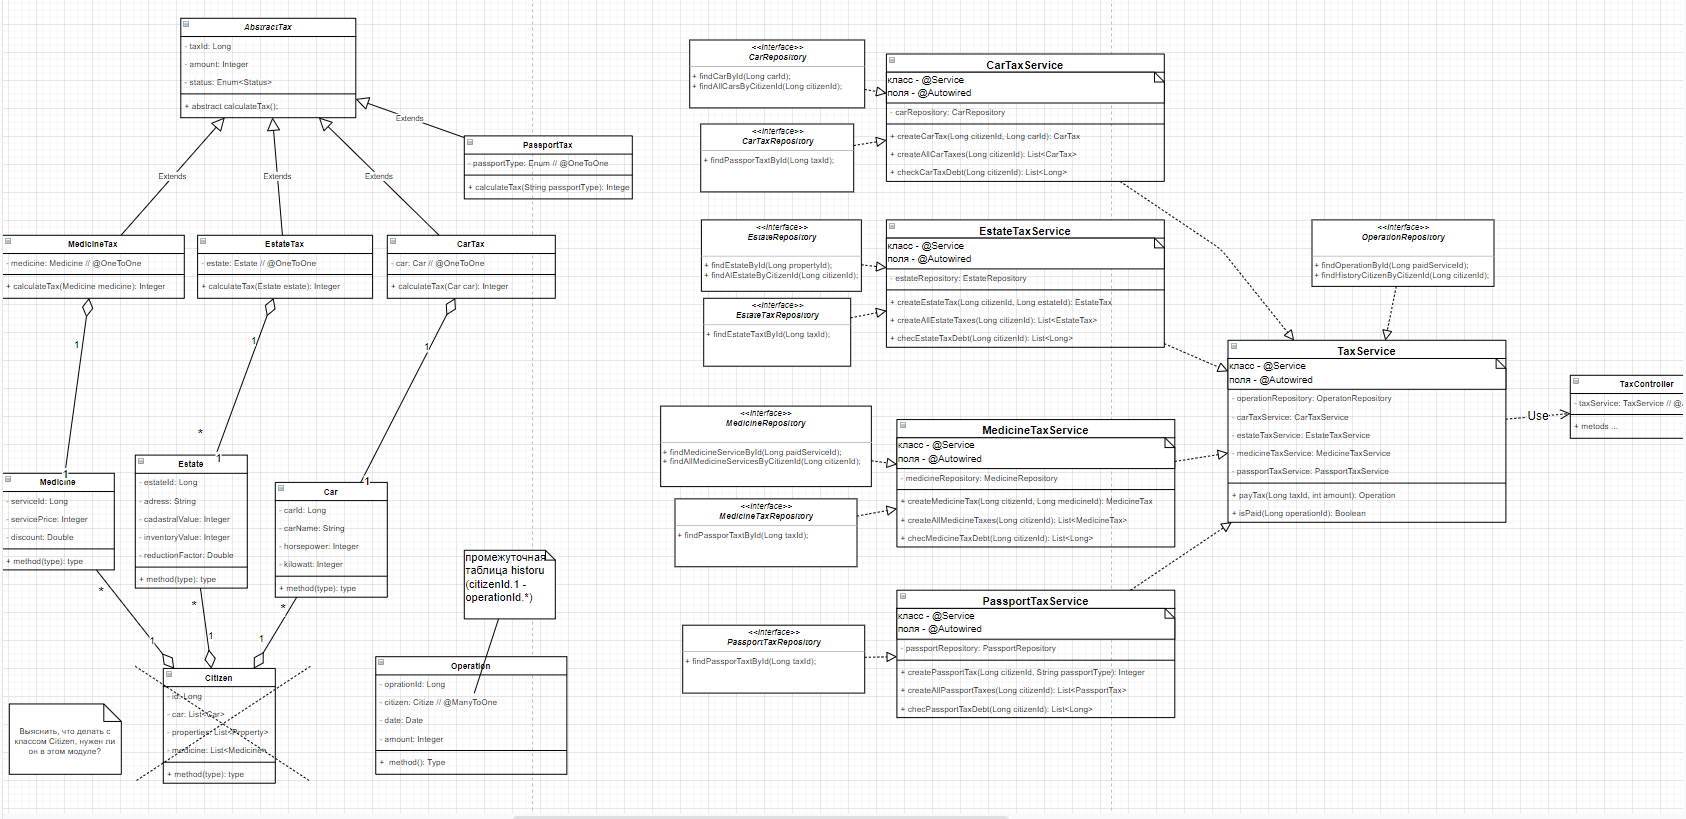 AbstractTax
- taxId: Long
- amount: Integer
- status: Enum<Status>
+ abstract calculateTax();
Extends
PassportTax
- passportType: Enum // @OneToOne
+ calculateTax(String passportType): Intege
Extends
Extends
Extends
MedicineTax
- medicine: Medicine // @OneToOne
+ calculateTax(Medicine medicine): Integer
EstateTax
- estate: Estate // @OneToOne
+ calculateTax(Estate estate): Integer
CarTax
- car: Car // @OneToOne
+ calculateTax(Car car): Integer
1
1
1
*
1
1
1
Medicine
- serviceId: Long
- servicePrice: Integer
- discount: Double
+ method(type): type
Estate
- estateId: Long
- adress: String
- cadastralValue: Integer
- inventoryValue: Integer
- reductionFactor: Double
+ method(type): type
Car
- carId: Long
- carName: String
- horsepower: Integer
- kilowatt: Integer
+ method(type): type
*
*
*
1
1
1
Citizen
- id: Long
- car: List<Car>
- properties: List<Property>
- medicine: List<Medicine>
+ method(type): type
Выяснить, что делать с
классом Citizen, нужен ли
он в этом модуле?
промежуточная
таблица historu
(citizenId.1 -
operationId.*)
Operation
- oprationId: Long
- citizen: Citize // @ManyToOne
- date: Date
- amount: Integer
+ method(): Type
<<interface>>
CarRepository
+ findCarById(Long carId);
+ findAllCarsByCitizenId(Long citizenId);
<<interface>>
CarTaxRepository
+ findPassporTaxtById(Long taxId);
CarTaxService
класс - @Service
поля - @Autowired
- carRepository: CarRepository
+ createCarTax(Long citizenId, Long carId): CarTax
+ createAllCarTaxes(Long citizenId): List<CarTax>
+ checkCarTaxDebt(Long citizenId): List<Long>
<<interface>>
EstateRepository
+ findEstateById(Long propertyId);
+ findAlEstateByCitizenId(Long citizenId);
<<interface>>
EstateTaxRepository
+ findEstateTaxtById(Long taxId);
EstateTaxService
класс - @Service
поля - @Autowired
- estateRepository: EstateRepository
+ createEstateTax(Long citizenId, Long estateId): EstateTax
+ createAllEstateTaxes(Long citizenId): List<EstateTax>
+ checEstateTaxDebt(Long citizenId): List<Long>
<<interface>>
MedicineRepository
+ findMedicineServiceById(Long paidServiceId);
+ findAllMedicineServicesByCitizenId(Long citizenId);
<<interface>>
MedicineTaxRepository
+ findPassporTaxtById(Long taxId);
MedicineTaxService
класс - @Service
поля - @Autowired
- medicineRepository: MedicineRepository
+ createMedicineTax(Long citizenId, Long medicineId): MedicineTax
+ createAllMedicineTaxes(Long citizenId): List<MedicineTax>
+ checMedicineTaxDebt(Long citizenId): List<Long>
<<interface>>
PassportTaxRepository
+ findPassporTaxtById(Long taxId);
PassportTaxService
класс - @Service
поля - @Autowired
- passportRepository: PassportRepository
+ createPassportTax(Long citizenId, String passportType): Integer
+ createAllPassportTaxes(Long citizenId): List<PassportTax>
+ checPassportTaxDebt(Long citizenId): List<Long>
<<interface>>
OperationRepository
+ findOperationById(Long paidServiceId);
+ findHistoryCitizenByCitizenId(Long citizenId);
TaxService
класс - @Service
поля - @Autowired
- operationRepository: OperatonRepository
- carTaxService: CarTaxService
- estateTaxService: EstateTaxService
- medicineTaxService: MedicineTaxService
- passportTaxService: PassportTaxService
+ payTax(Long taxId, int amount): Operation
+ isPaid(Long operationId): Boolean
Use
TaxController
- taxService: TaxService // @
+ metods ...